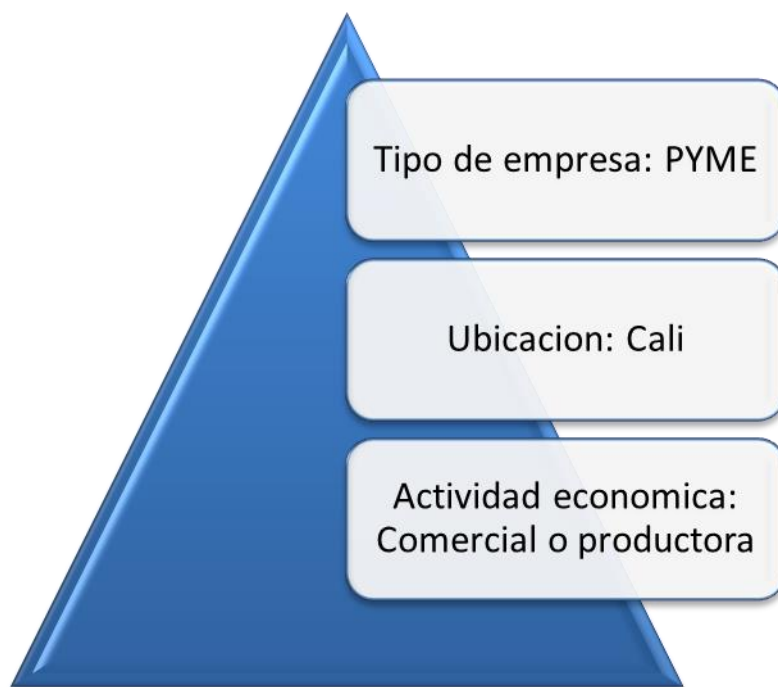 Tipo de empresa: PYME
Ubicacion: Cali
Actividad economica:
Comercial o productora